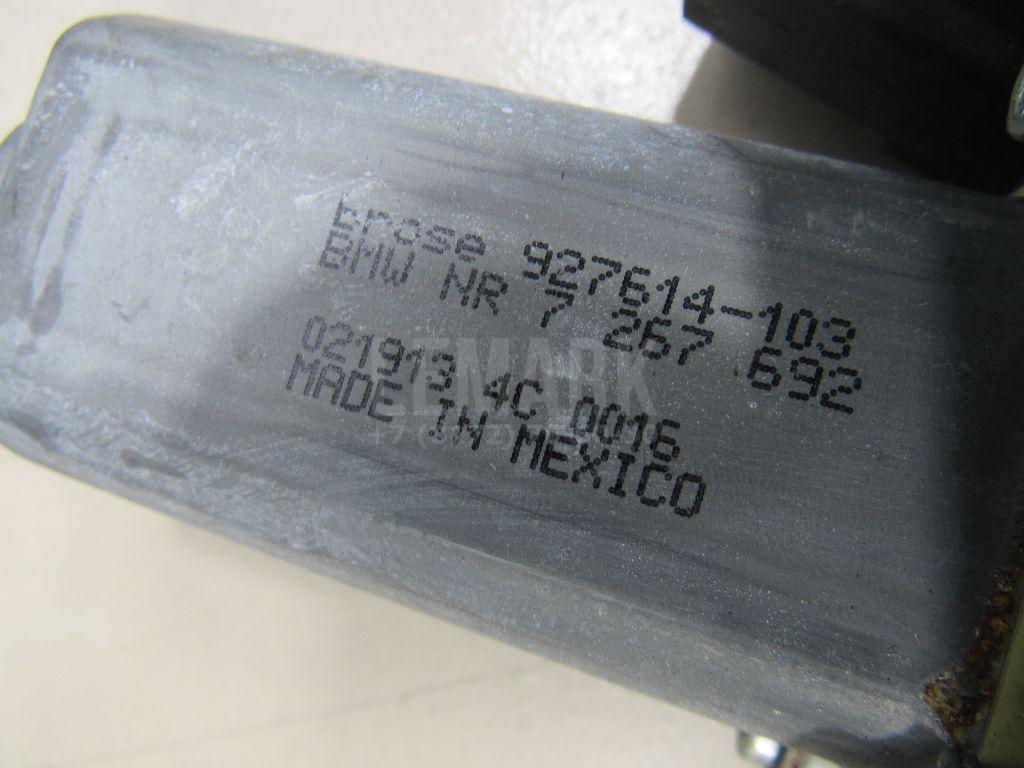 brose 927614-103
BMW NR 7 267 692
021913 4C 0016
MADE IN MEXICO